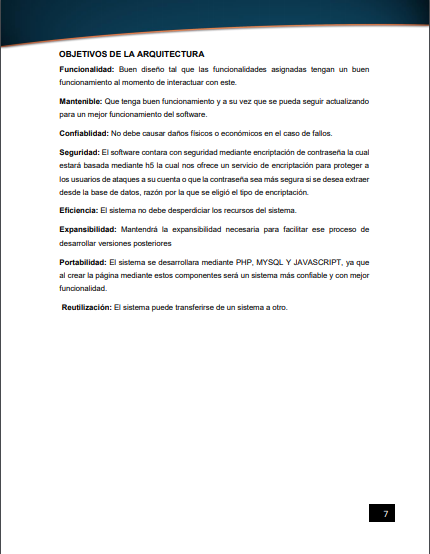 OBJETIVOS DE LA ARQUITECTURA
Funcionalidad: Buen diseño tal que las funcionalidades asignadas tengan un buen
funcionamiento al momento de interactuar con este.
Mantenible: Que tenga buen funcionamiento y a su vez que se pueda seguir actualizando
para un mejor funcionamiento del software.
Confiablidad: No debe causar daños físicos o económicos en el caso de fallos.
Seguridad: El software contara con seguridad mediante encriptación de contraseña la cual
estará basada mediante h5 la cual nos ofrece un servicio de encriptación para proteger a
los usuarios de ataques a su cuenta o que la contraseña sea más segura si se desea extraer
desde la base de datos, razón por la que se eligió el tipo de encriptación.
Eficiencia: El sistema no debe desperdiciar los recursos del sistema.
Expansibilidad: Mantendrá la expansibilidad necesaria para facilitar ese proceso de
desarrollar versiones posteriores
Portabilidad: El sistema se desarrollara mediante PHP, MYSQL Y JAVASCRIPT, ya que
al crear la página mediante estos componentes será un sistema más confiable y con mejor
funcionalidad.
Reutilización: El sistema puede transferirse de un sistema a otro.
7